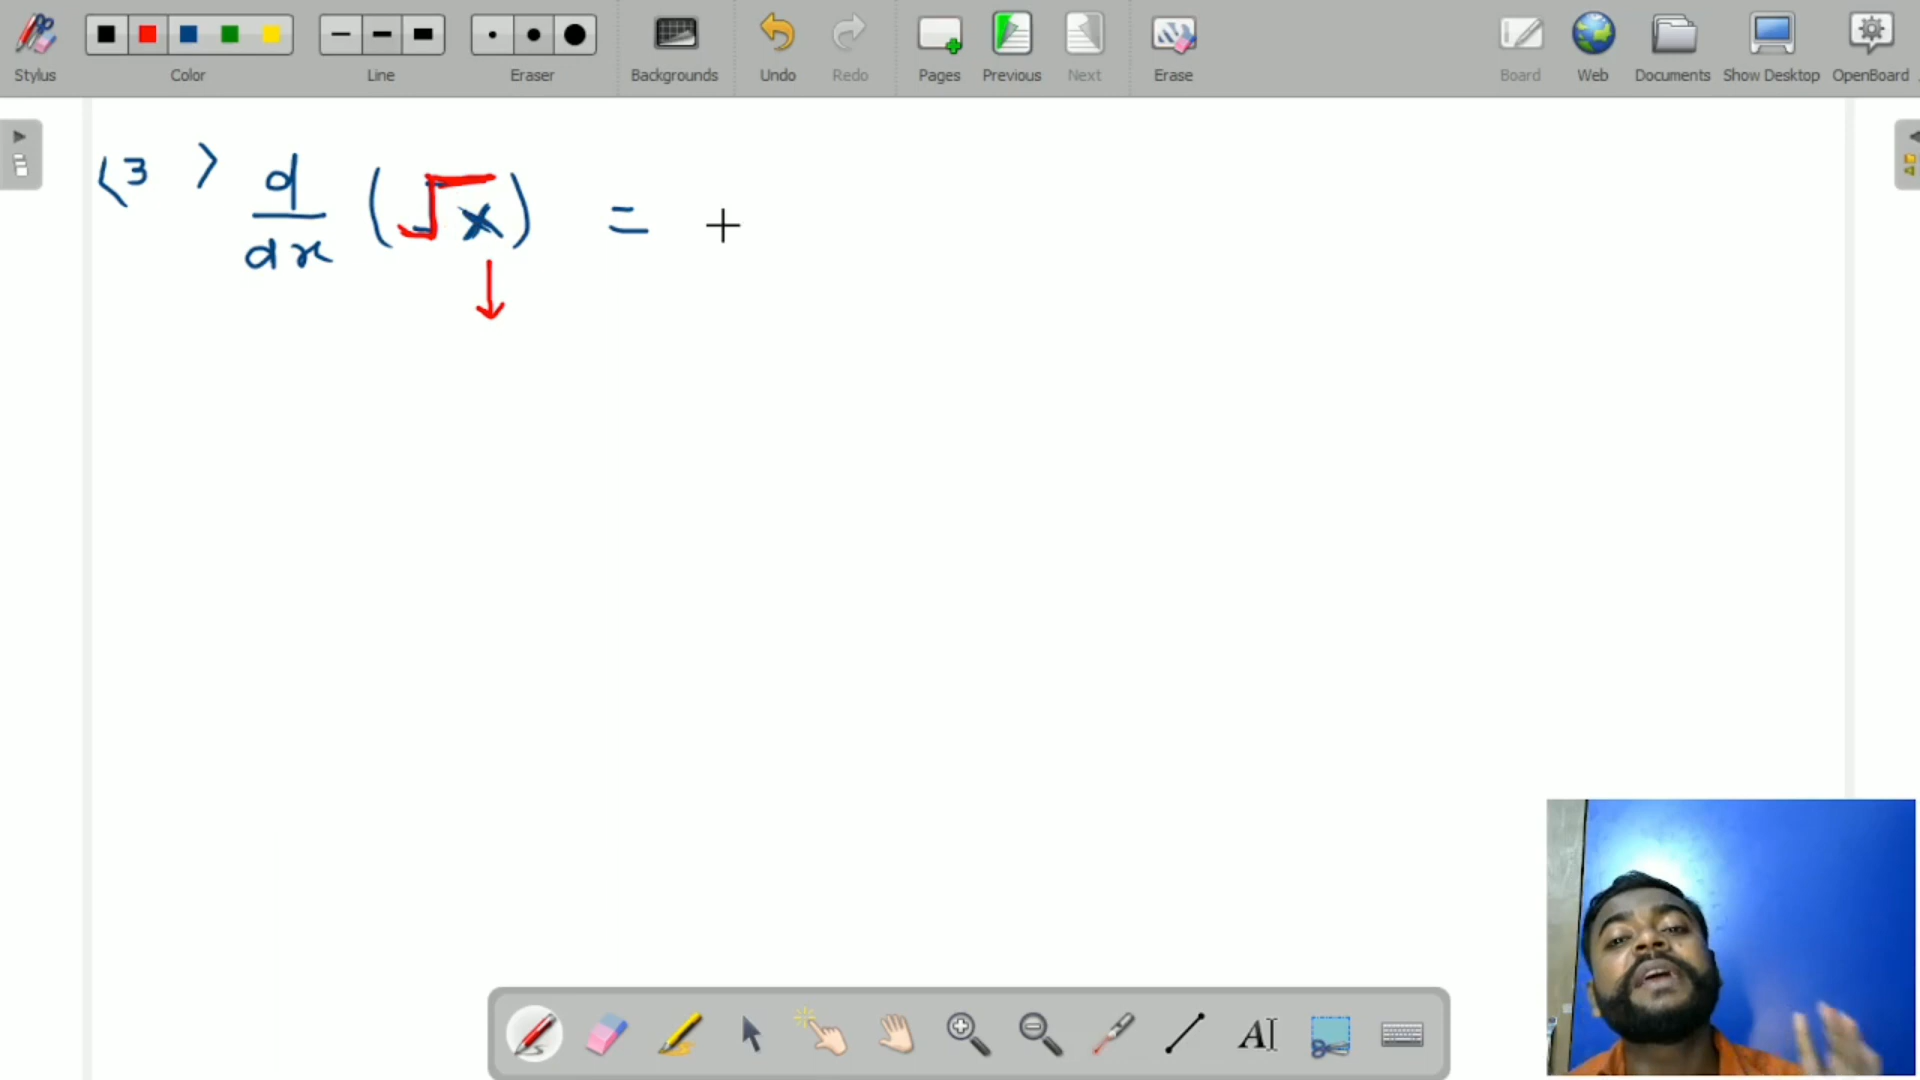 Stylus Color Line Eraser Backgrounds Undo Redo Pages Previous Next Erase Board Web Documents Show Desktop OpenBoard
⟨3 ⟩ d/dx (√x) =
AI